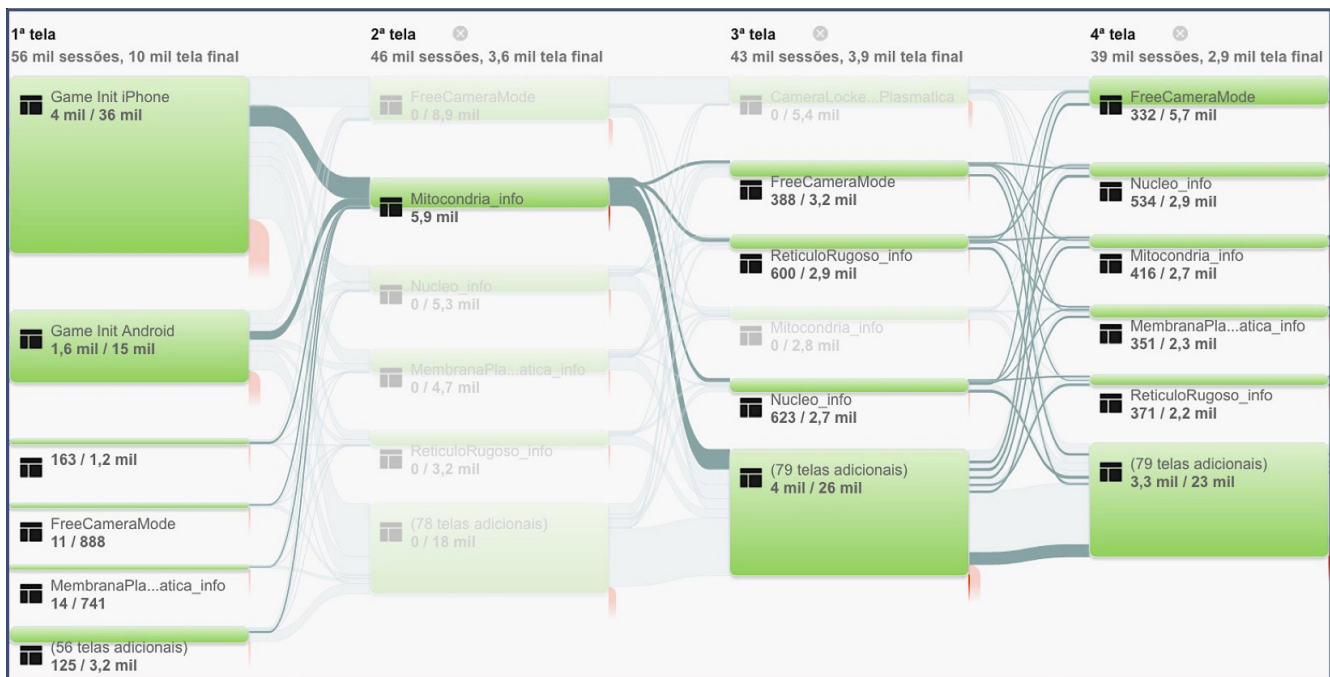 1ª tela
56 mil sessões, 10 mil tela final
Game Init iPhone
4 mil / 36 mil
Game Init Android
1,6 mil / 15 mil
163 / 1,2 mil
FreeCameraMode
11 / 888
MembranaPla...atica_info
14 / 741
(56 telas adicionais)
125 / 3,2 mil
2ª tela
46 mil sessões, 3,6 mil tela final
FreeCameraMode
0 / 8,9 mil
Mitocondria_info
5,9 mil
Nucleo_info
0 / 5,3 mil
MembranaPla...atica_info
0 / 4,7 mil
ReticuloRugoso_info
0 / 3,2 mil
(78 telas adicionais)
0 / 18 mil
3ª tela
43 mil sessões, 3,9 mil tela final
CameraLocke...Plasmatica
0 / 5,4 mil
FreeCameraMode
388 / 3,2 mil
ReticuloRugoso_info
600 / 2,9 mil
Mitocondria_info
0 / 2,8 mil
Nucleo_info
623 / 2,7 mil
(79 telas adicionais)
4 mil / 26 mil
4ª tela
39 mil sessões, 2,9 mil tela final
FreeCameraMode
332 / 5,7 mil
Nucleo_info
534 / 2,9 mil
Mitocondria_info
416 / 2,7 mil
MembranaPla...atica_info
351 / 2,3 mil
ReticuloRugoso_info
371 / 2,2 mil
(79 telas adicionais)
3,3 mil / 23 mil